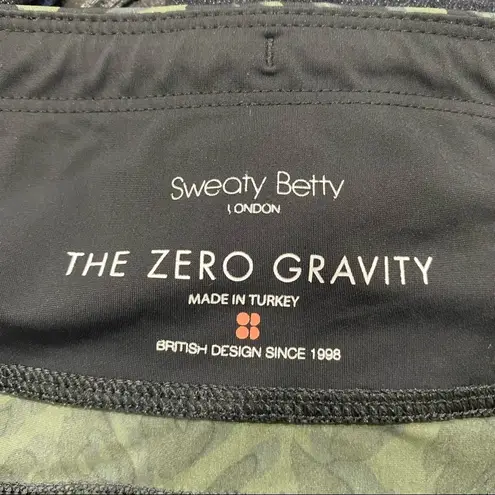 Sweaty Betty
LONDON
THE ZERO GRAVITY
MADE IN TURKEY
BRITISH DESIGN SINCE 1998